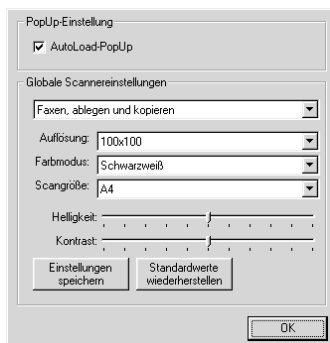 PopUp-Einstellung
AutoLoad-PopUp
Globale Scannereinstellungen
Faxen, ablegen und kopieren
Auflösung: 100x100
Farbmodus: Schwarzweiß
Scangröße: A4
Helligkeit:
Kontrast:
Einstellungen speichern
Standardwerte wiederherstellen
OK